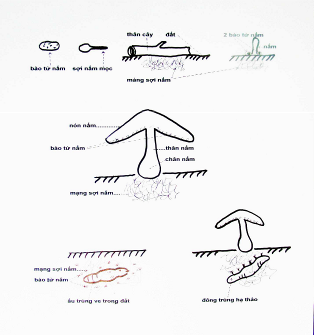 thân cây đất 2 bào tử nấm
nấm
bào tử nấm sợi nấm mọc
màng sợi nấm
nón nấm
bào tử nấm thân nấm
chân nấm
mạng sợi nấm
mạng sợi nấm
bào tử nấm
ấu trùng ve trong đất đông trùng hạ thảo